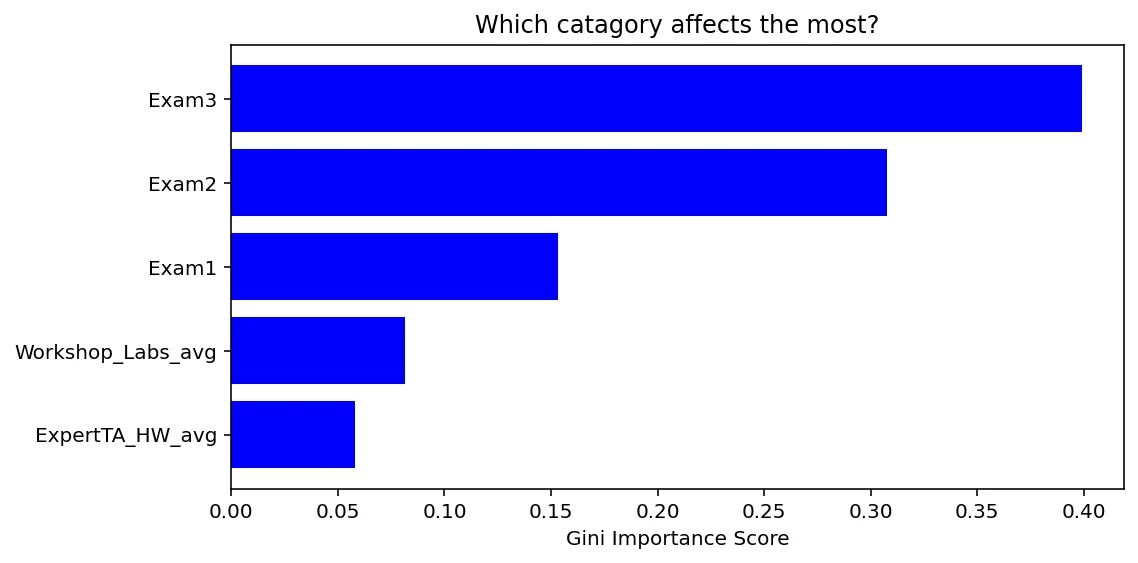 Which catagory affects the most?
Exam3
Exam2
Exam1
Workshop_Labs_avg
ExpertTA_HW_avg
0.00 0.05 0.10 0.15 0.20 0.25 0.30 0.35 0.40
Gini Importance Score